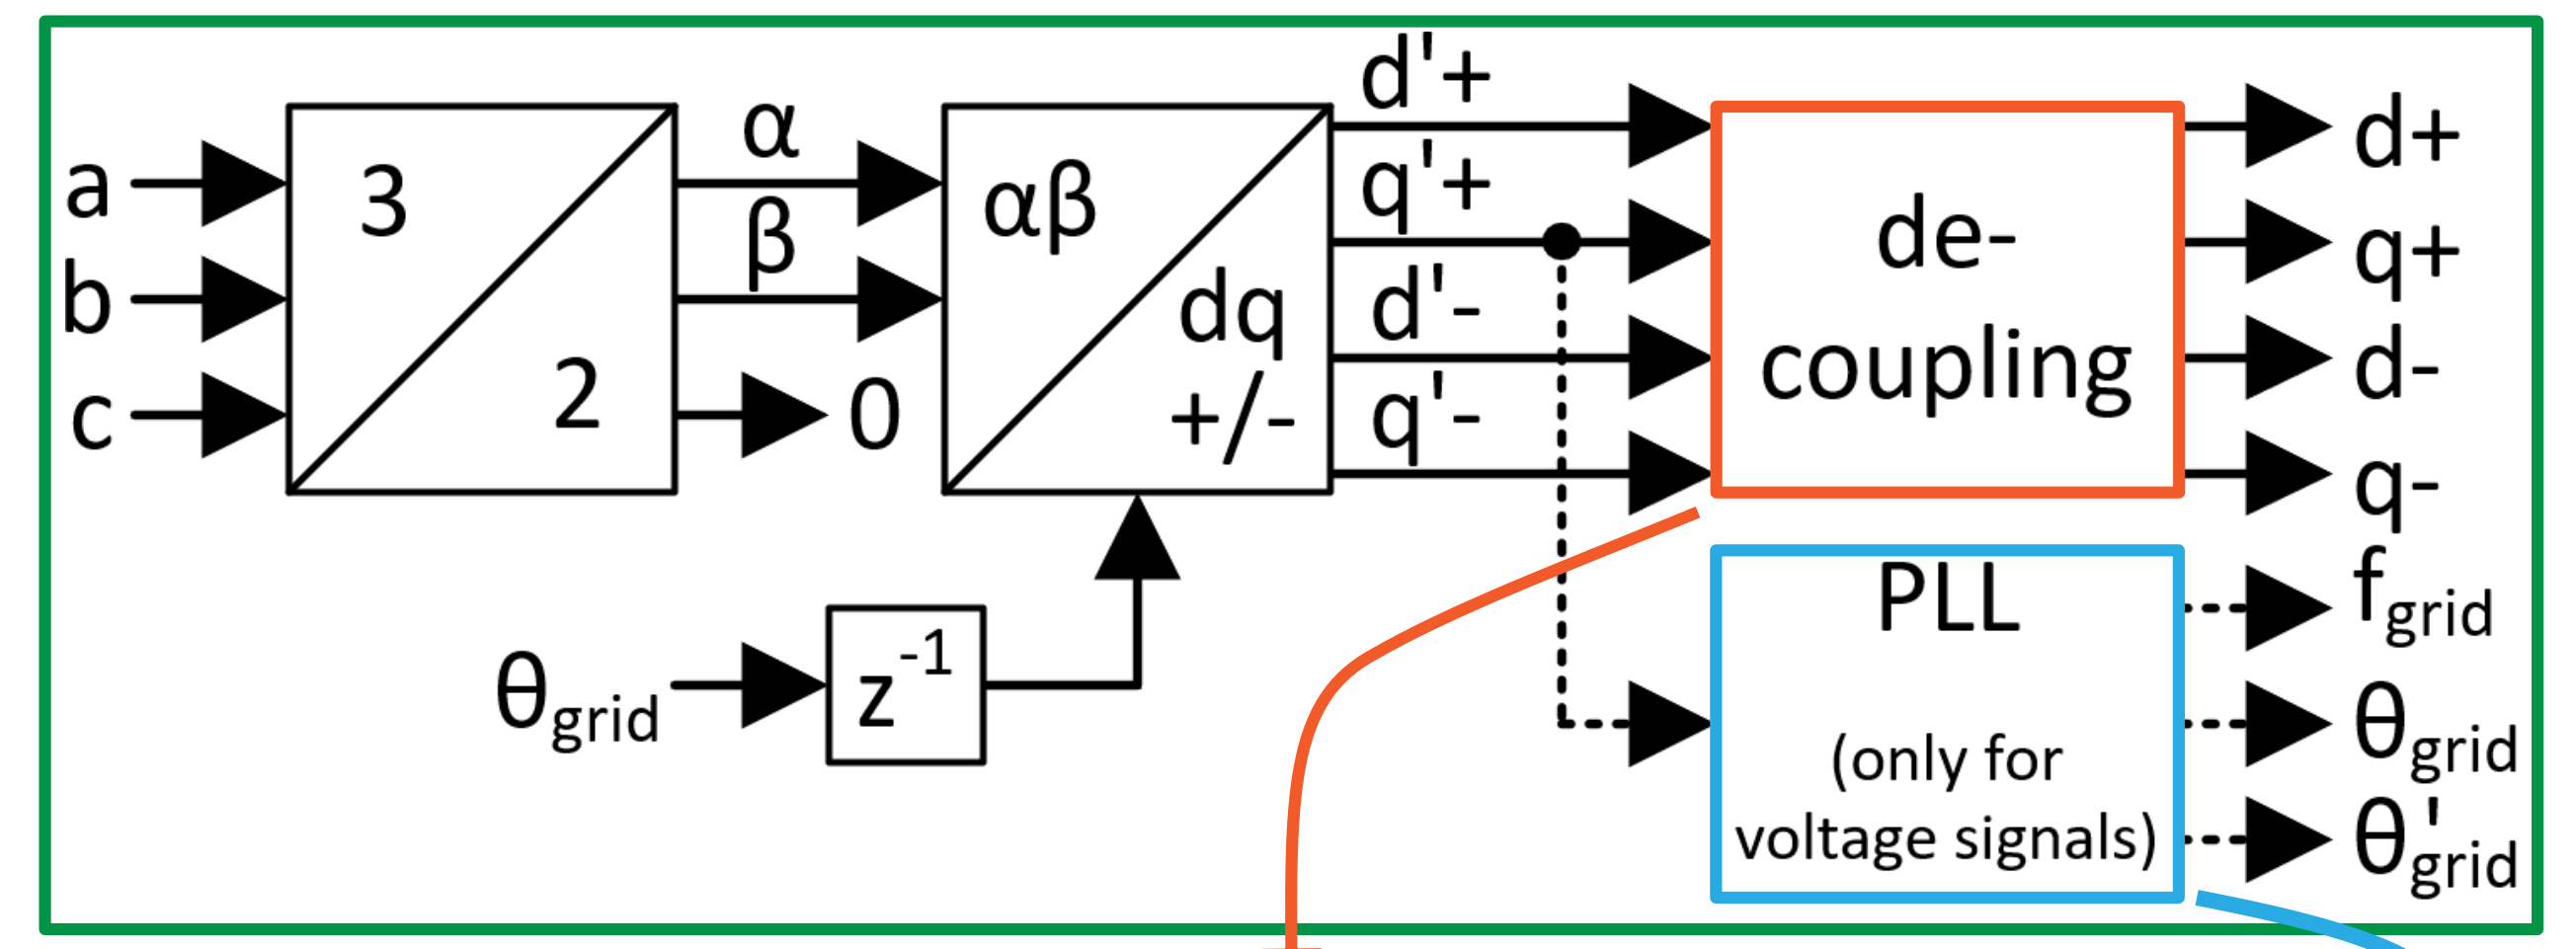 a
b
c
3
2
α
β
0
αβ
dq
+/-
θgrid
z-1
d'+
q'+
d'-
q'-
de-
coupling
d+
q+
d-
q-
PLL
(only for
voltage signals)
fgrid
θgrid
θ'grid